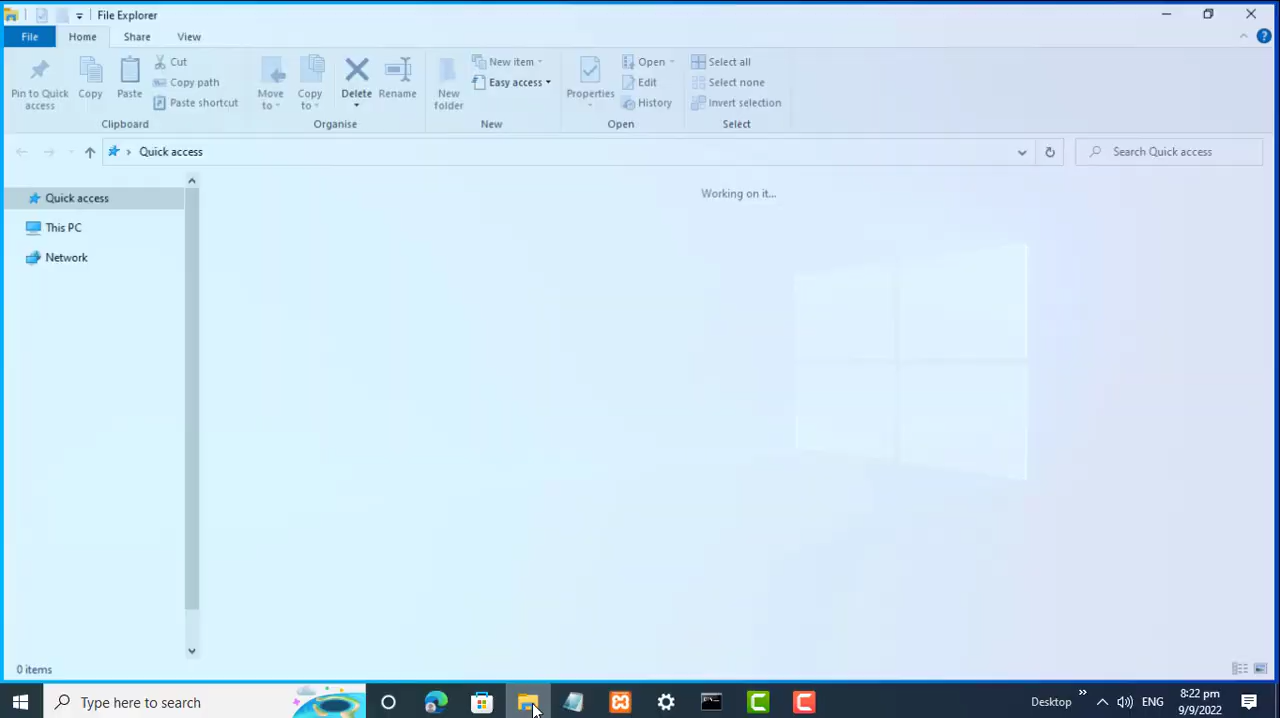 File Explorer
File Home Share View
Pin to Quick access
Copy
Paste
Cut
Copy path
Paste shortcut
Clipboard
Move to
Copy to
Delete
Rename
Organise
New folder
New item
Easy access
New
Properties
Open
Edit
History
Open
Select all
Select none
Invert selection
Select
Quick access
Search Quick access
Quick access
This PC
Network
Working on it...
0 items
Type here to search
Desktop
ENG
8:22 pm
9/9/2022